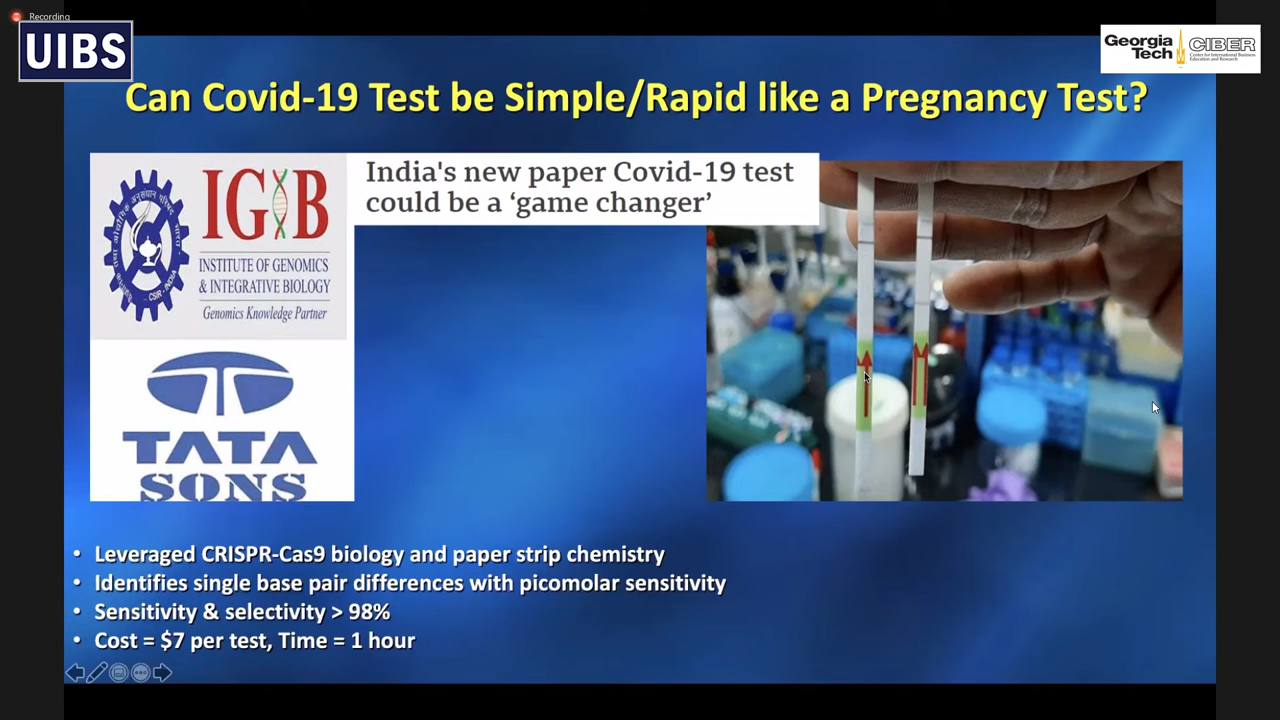 Recording
UIBS
Georgia
Tech
CIBER
Center for International Business
Education and Research
Can Covid-19 Test be Simple/Rapid like a Pregnancy Test?
IGIB
INSTITUTE OF GENOMICS
& INTEGRATIVE BIOLOGY
Genomics Knowledge Partner
CSIR-INDIA
TATA
SONS
India's new paper Covid-19 test
could be a ‘game changer’
• Leveraged CRISPR-Cas9 biology and paper strip chemistry
• Identifies single base pair differences with picomolar sensitivity
• Sensitivity & selectivity > 98%
• Cost = $7 per test, Time = 1 hour